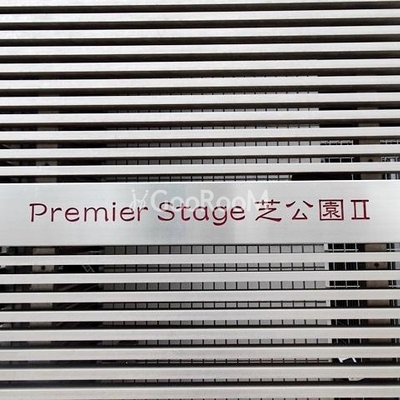 CooRooM
Premier Stage 芝公園Ⅱ